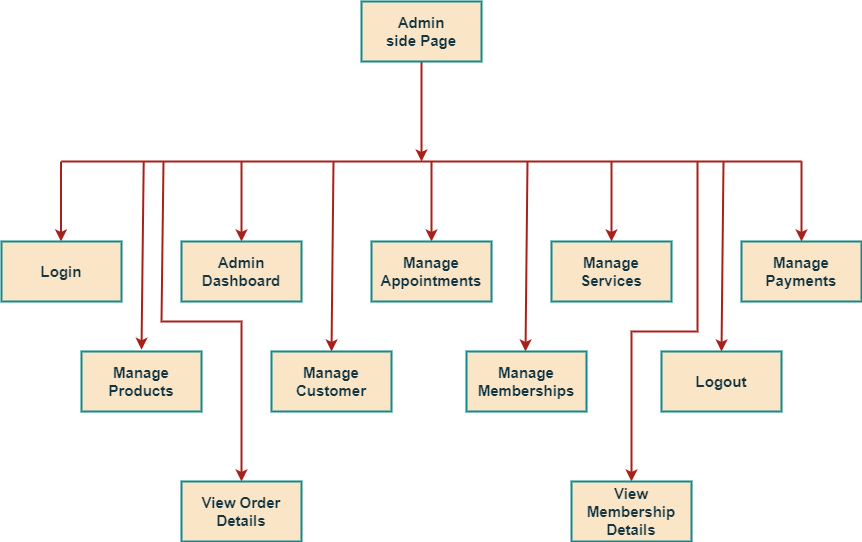 Admin
side Page
Login
Admin
Dashboard
Manage
Appointments
Manage
Services
Manage
Payments
Manage
Products
Manage
Customer
Manage
Memberships
Logout
View Order
Details
View
Membership
Details